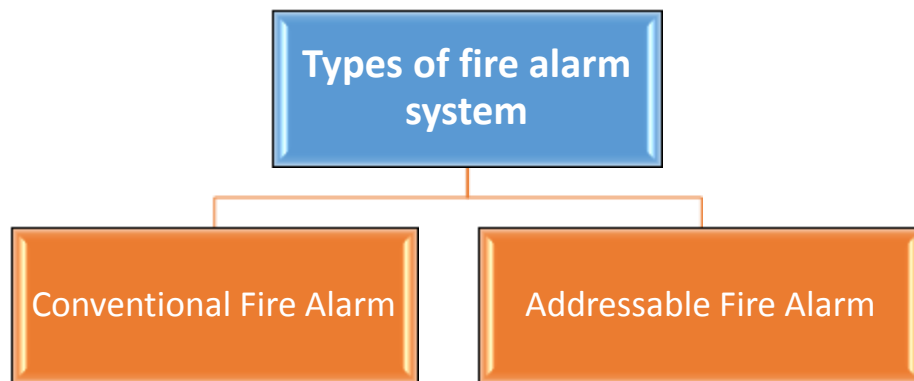 Types of fire alarm
system
Conventional Fire Alarm
Addressable Fire Alarm